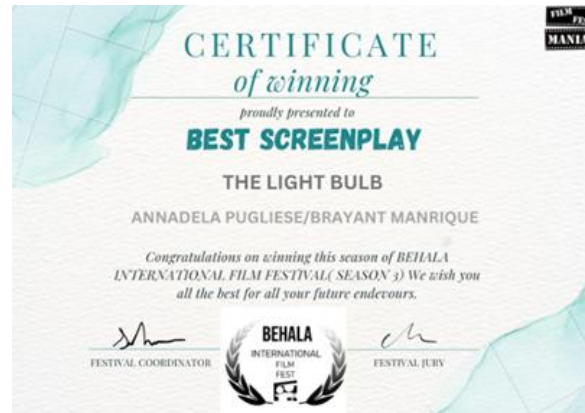 FILM
MANIA
CERTIFICATE
of winning
proudly presented to
BEST SCREENPLAY
THE LIGHT BULB
ANNADELA PUGLIESE/BRAYANT MANRIQUE
Congratulations on winning this season of BEHALA
INTERNATIONAL FILM FESTIVAL( SEASON 3) We wish you
all the best for all your future endevours.
FESTIVAL COORDINATOR
BEHALA
INTERNATIONAL
FILM
FEST
FESTIVAL JURY